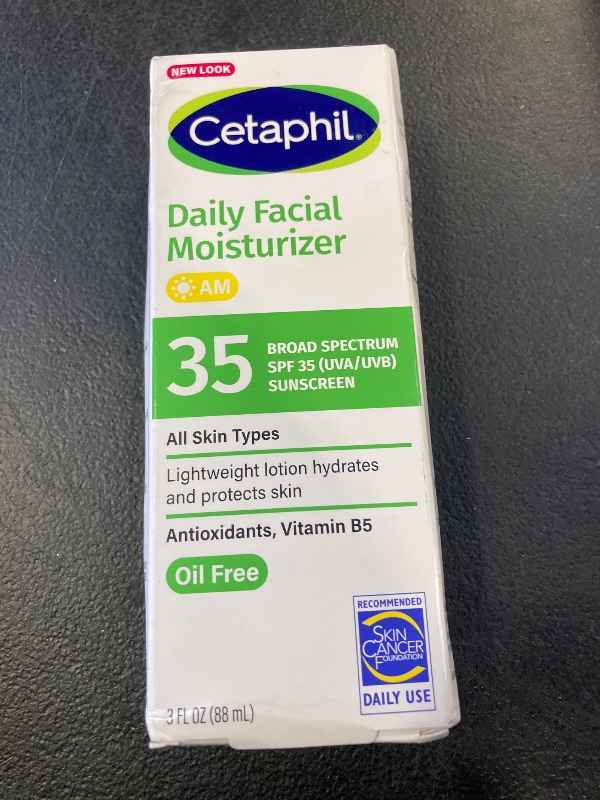 NEW LOOK
Cetaphil®
Daily Facial
Moisturizer
AM
35
BROAD SPECTRUM
SPF 35 (UVA/UVB)
SUNSCREEN
All Skin Types
Lightweight lotion hydrates
and protects skin
Antioxidants, Vitamin B5
Oil Free
RECOMMENDED
SKIN
CANCER
FOUNDATION
DAILY USE
3 FL OZ (88 mL)